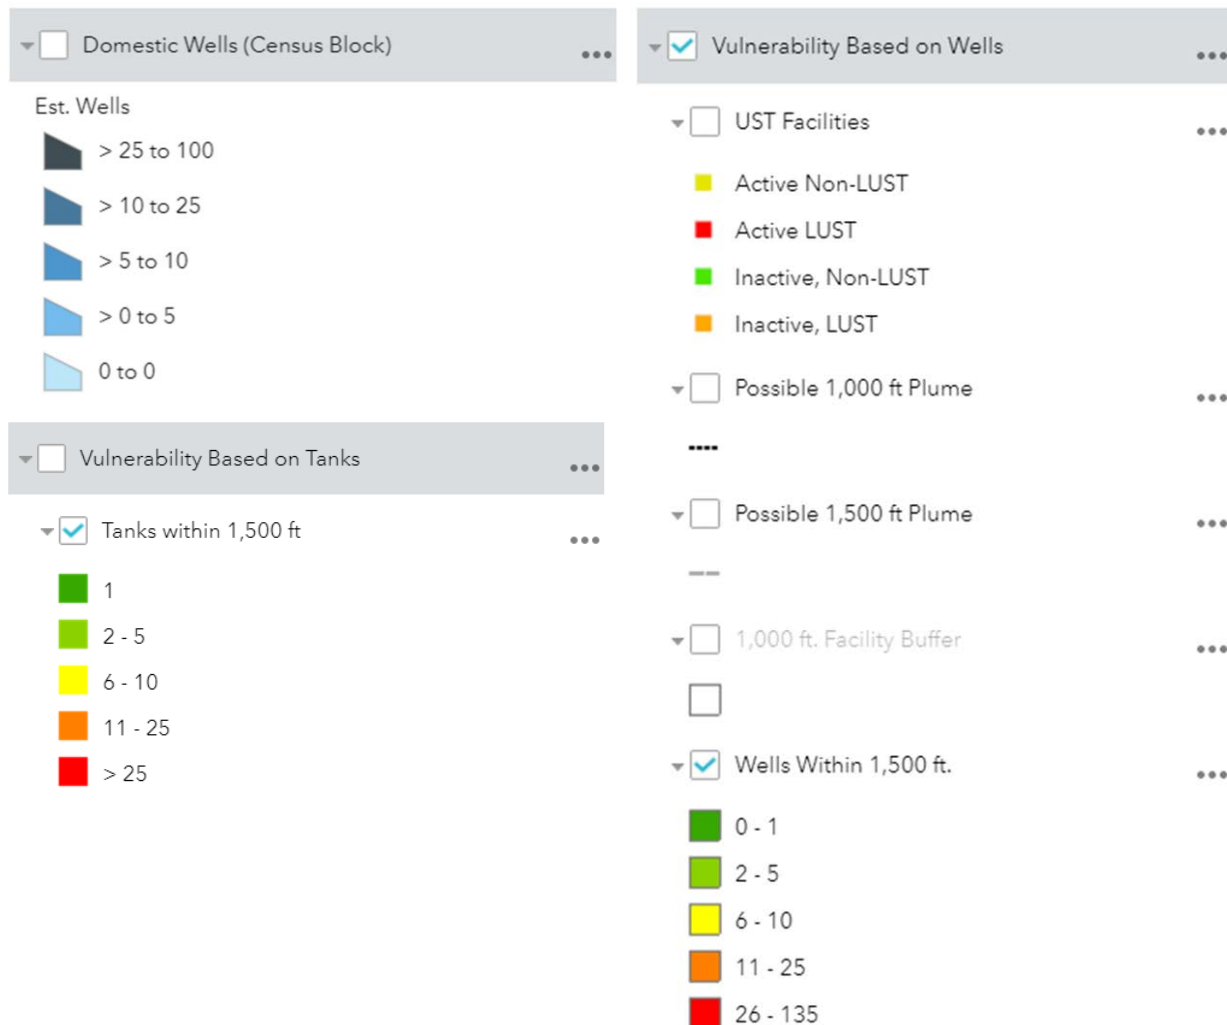 Domestic Wells (Census Block)
Est. Wells
> 25 to 100
> 10 to 25
> 5 to 10
> 0 to 5
0 to 0
Vulnerability Based on Tanks
Tanks within 1,500 ft
1
2 - 5
6 - 10
11 - 25
> 25
Vulnerability Based on Wells
UST Facilities
Active Non-LUST
Active LUST
Inactive, Non-LUST
Inactive, LUST
Possible 1,000 ft Plume
Possible 1,500 ft Plume
1,000 ft. Facility Buffer
Wells Within 1,500 ft.
0 - 1
2 - 5
6 - 10
11 - 25
26 - 135